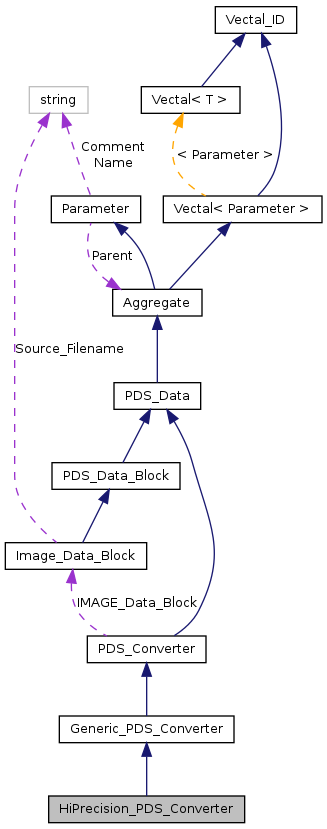 Vectal_ID
string
Vectal< T >
Comment
Name
< Parameter >
Parameter
Vectal< Parameter >
Parent
Aggregate
Source_Filename
PDS_Data
PDS_Data_Block
Image_Data_Block
IMAGE_Data_Block
PDS_Converter
Generic_PDS_Converter
HiPrecision_PDS_Converter